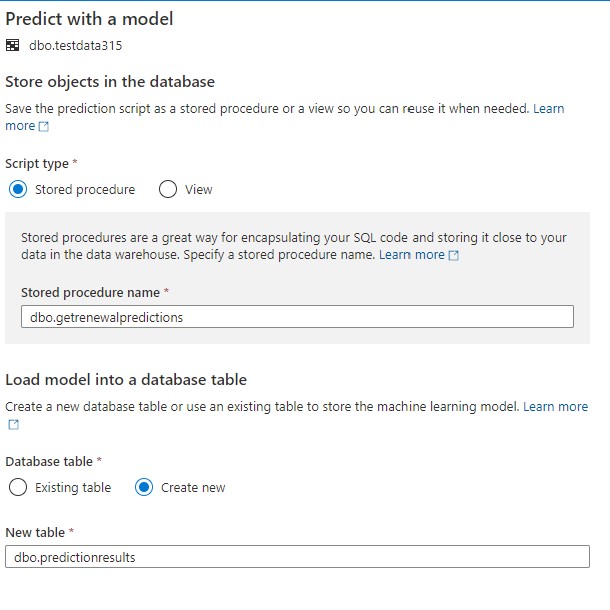 Predict with a model
dbo.testdata315
Store objects in the database
Save the prediction script as a stored procedure or a view so you can reuse it when needed. Learn
more
Script type *
Stored procedure View
Stored procedures are a great way for encapsulating your SQL code and storing it close to your
data in the data warehouse. Specify a stored procedure name. Learn more
Stored procedure name *
dbo.getrenewalpredictions
Load model into a database table
Create a new database table or use an existing table to store the machine learning model. Learn more
Database table *
Existing table Create new
New table *
dbo.predictionresults